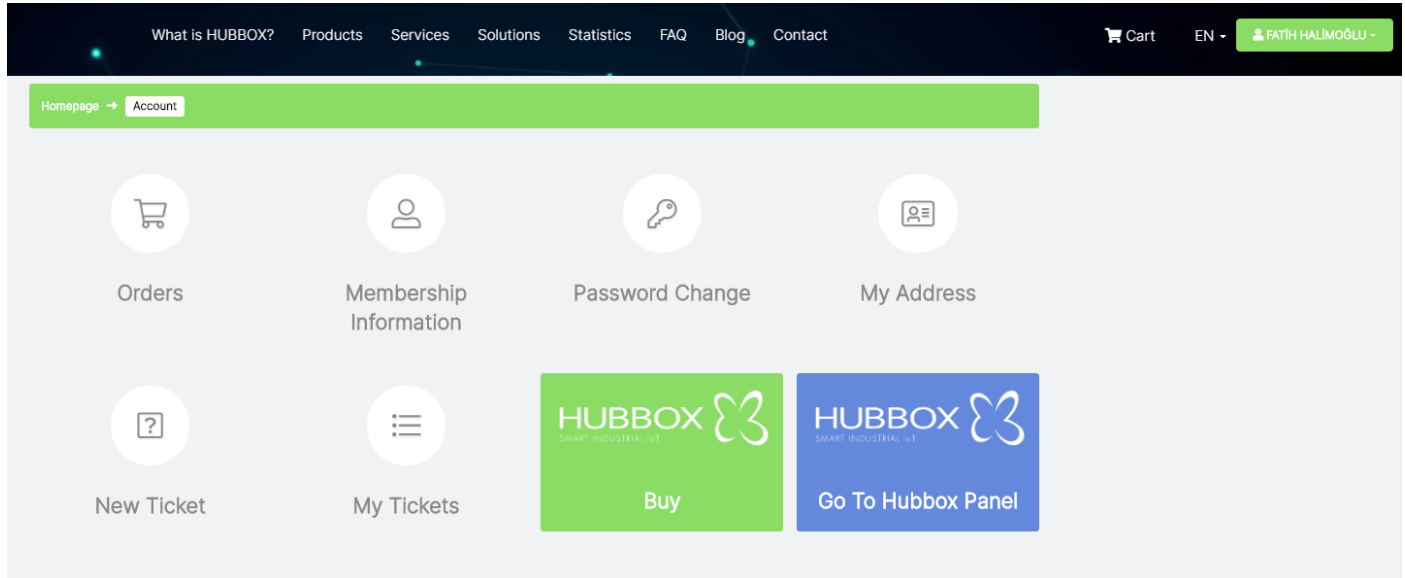 What is HUBBOX? Products Services Solutions Statistics FAQ Blog Contact Cart EN FATİH HALİMOĞLU
Homepage → Account
Orders
Membership
Information
Password Change
My Address
New Ticket
My Tickets
HUBBOX
SMART INDUSTRIAL IoT
Buy
HUBBOX
SMART INDUSTRIAL IoT
Go To Hubbox Panel